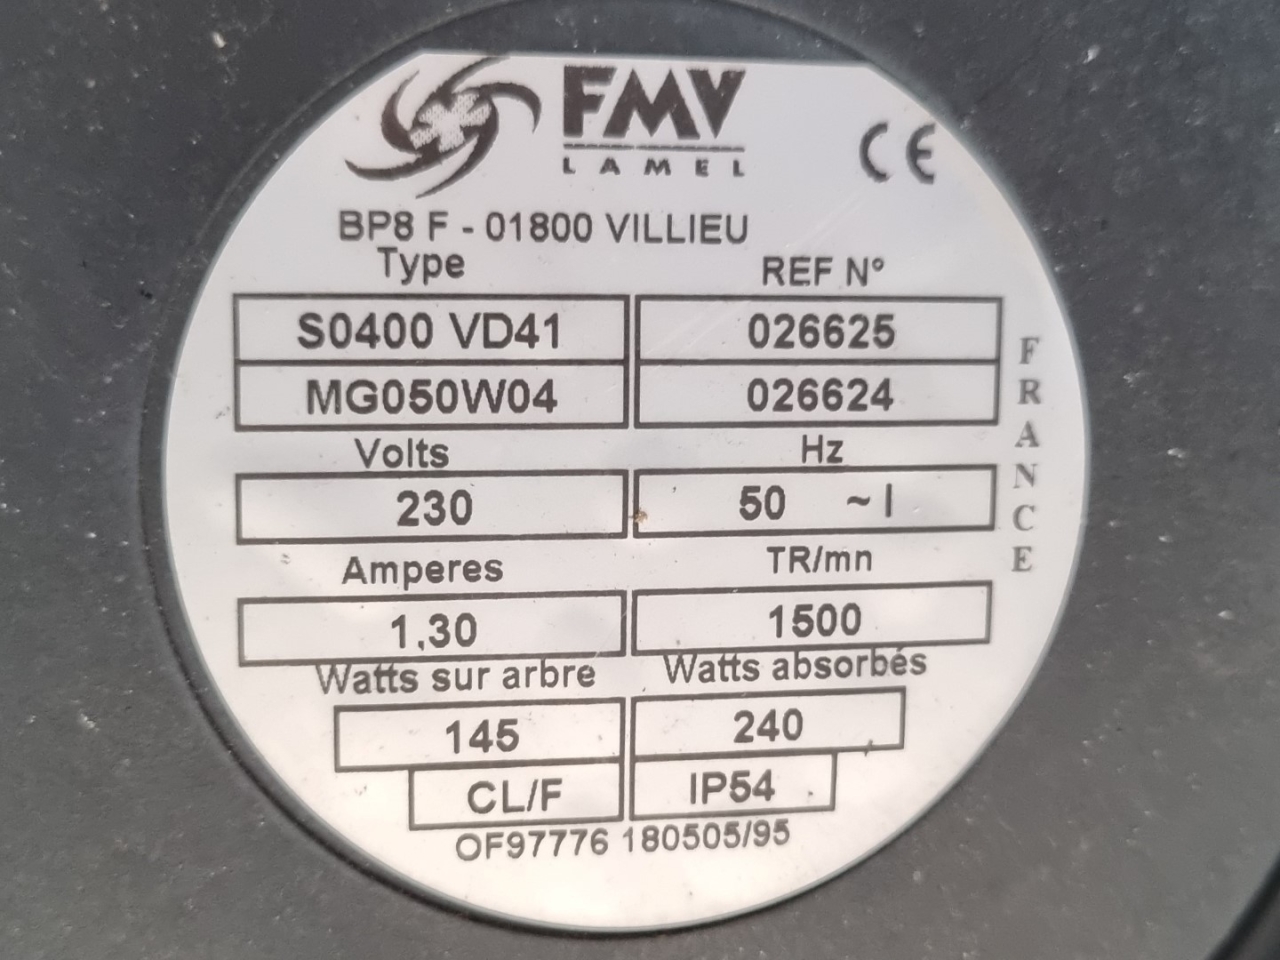 FMV
LAMEL
CE
BP8 F - 01800 VILLIEU
Type REF N°
S0400 VD41 026625
MG050W04 026624
Volts Hz
230 50 ~ I
Amperes TR/mn
1,30 1500
Watts sur arbre Watts absorbés
145 240
CL/F IP54
OF97776 180505/95
FRANCE